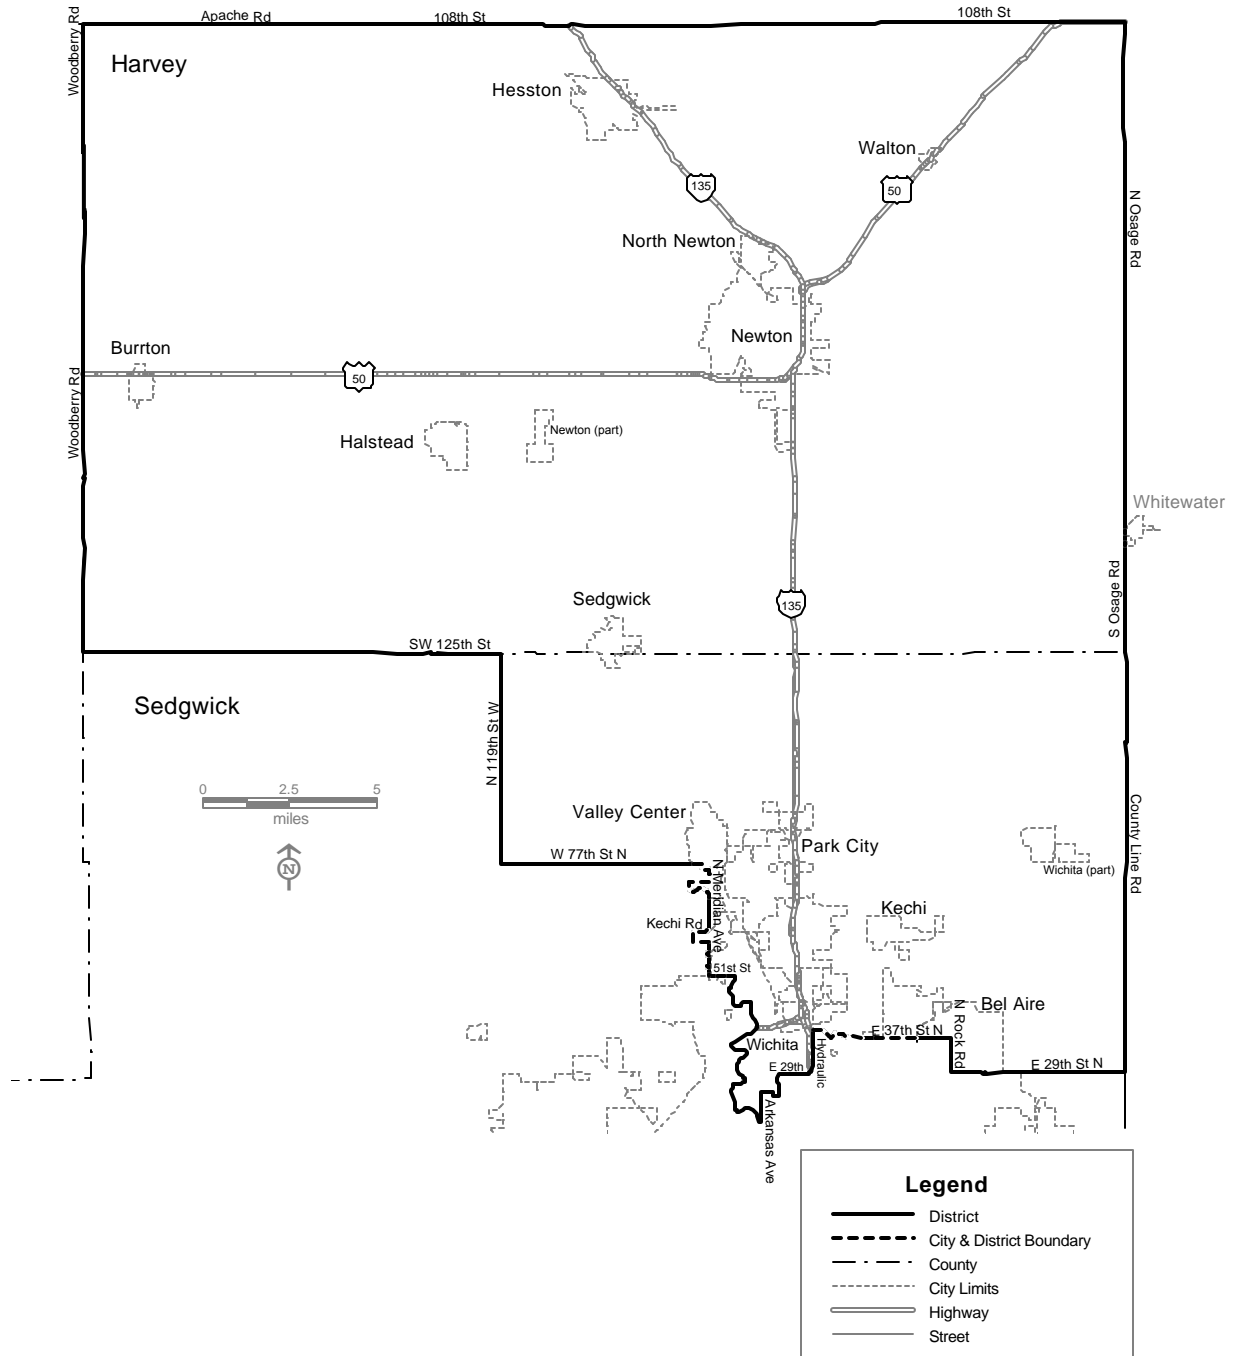 Apache Rd
108th St
108th St
Woodberry Rd
Harvey
Hesston
Walton
135
50
N Osage Rd
North Newton
Newton
Burrton
50
Woodberry Rd
Halstead
Newton (part)
Whitewater
S Osage Rd
Sedgwick
135
SW 125th St
Sedgwick
N 119th St W
0 2.5 5
miles
N
Valley Center
Park City
County Line Rd
W 77th St N
Wichita (part)
N Meridian Ave
Kechi
Kechi Rd
51st St
Bel Aire
N Rock Rd
E 37th St N
Wichita
Hydraulic
E 29th
E 29th St N
Arkansas Ave
Legend
District
City & District Boundary
County
City Limits
Highway
Street